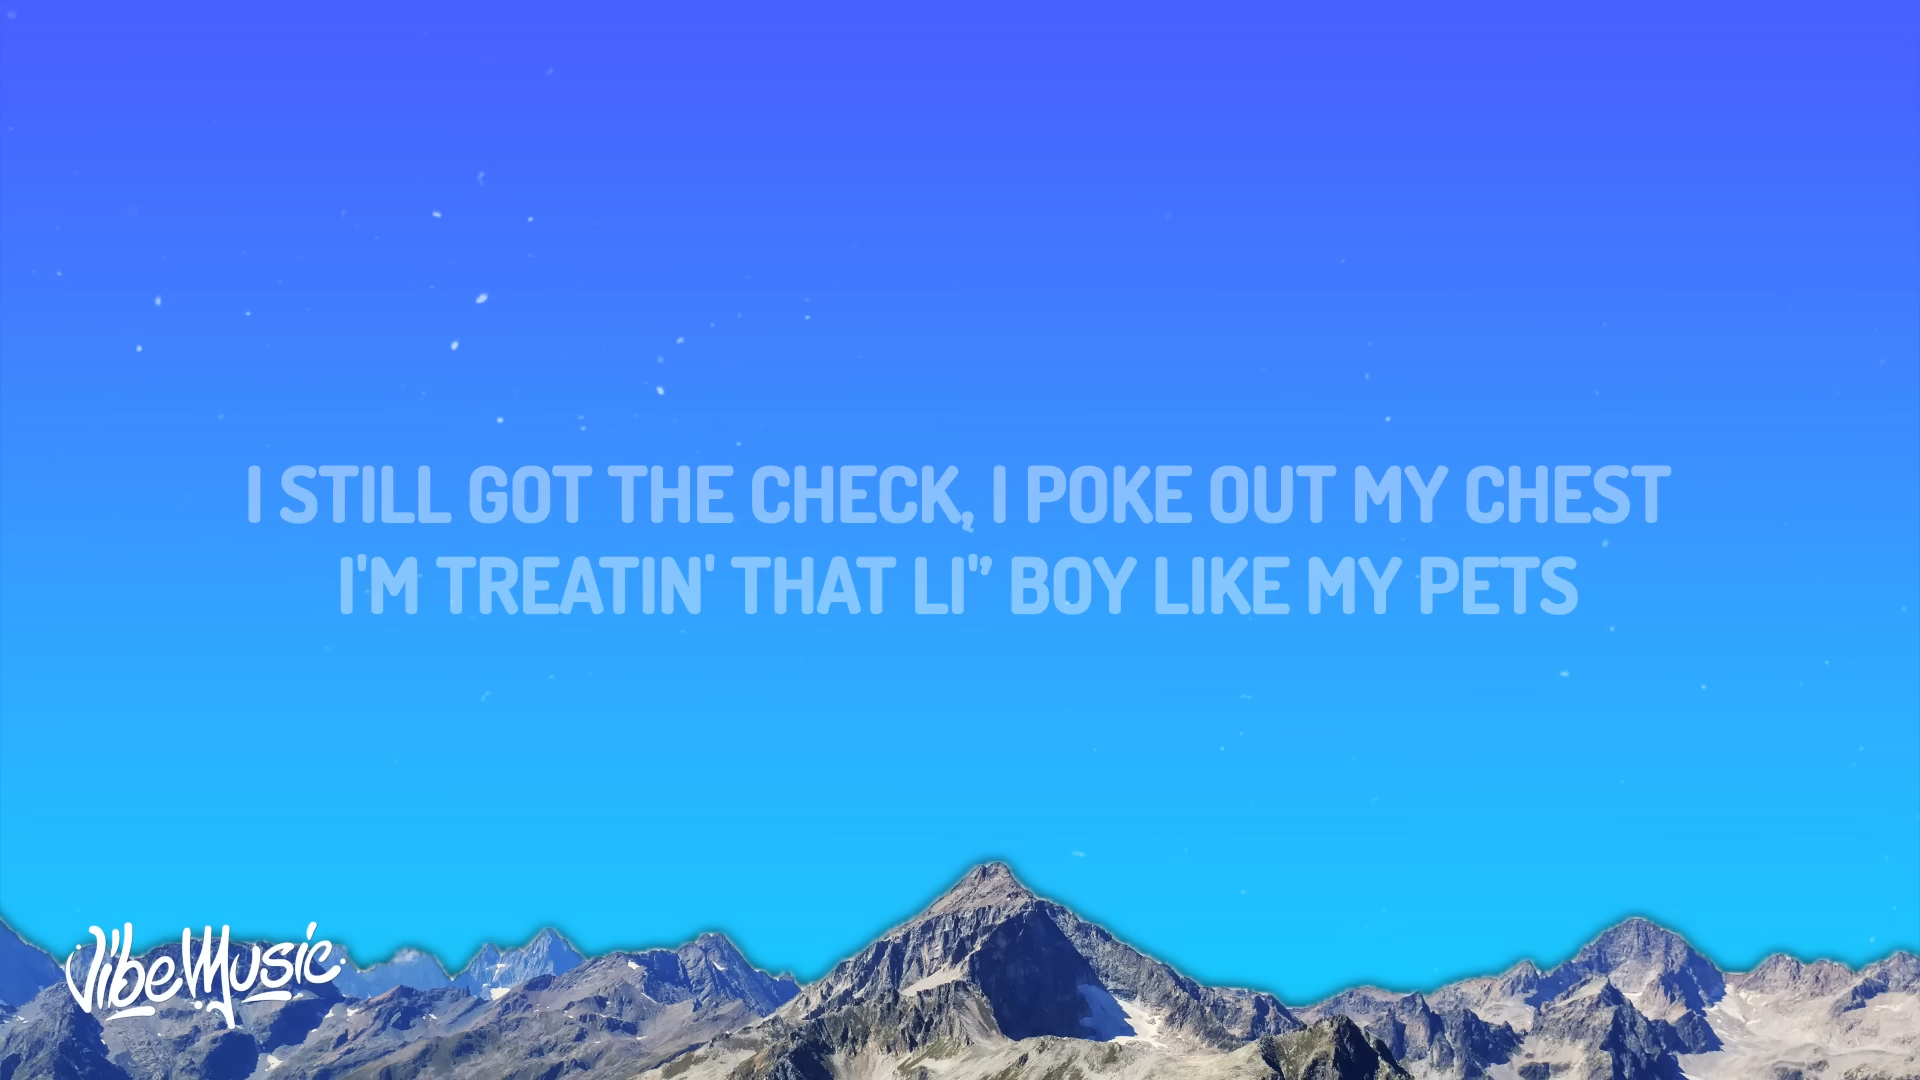 I STILL GOT THE CHECK, I POKE OUT MY CHEST
I'M TREATIN' THAT LI'' BOY LIKE MY PETS
VibeMusic